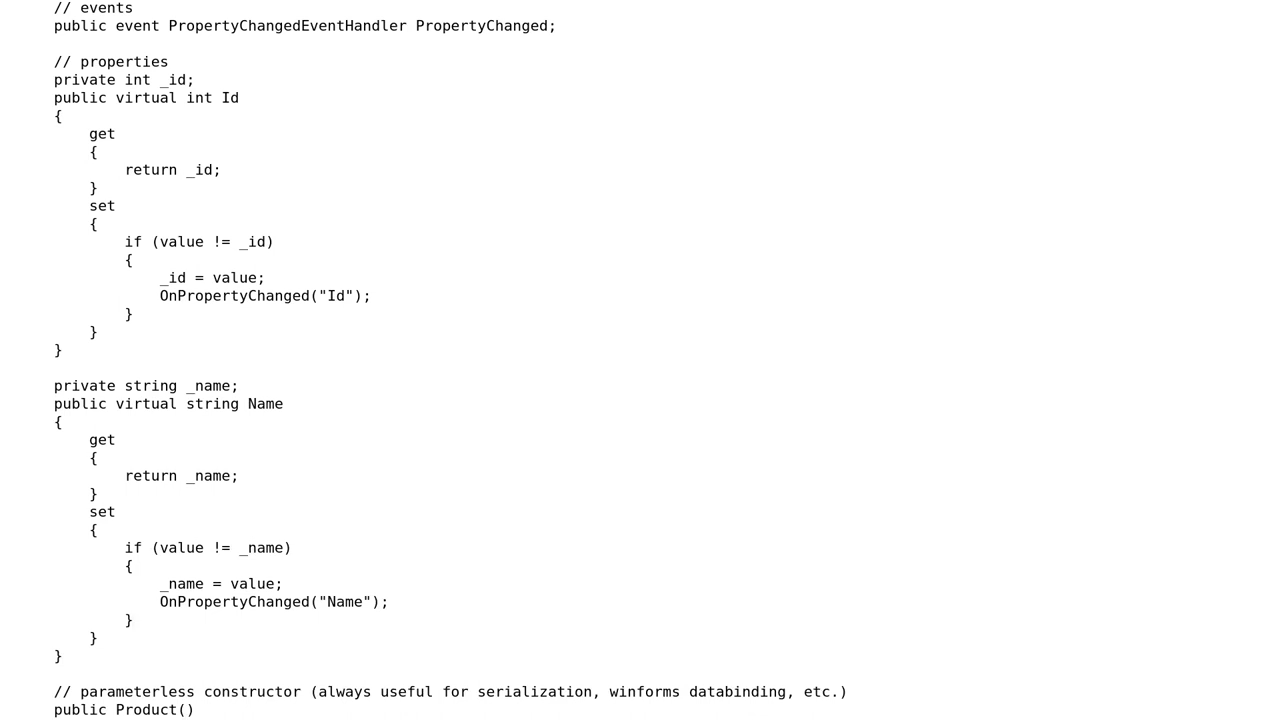 // events
public event PropertyChangedEventHandler PropertyChanged;

// properties
private int _id;
public virtual int Id
{
    get
    {
        return _id;
    }
    set
    {
        if (value != _id)
        {
            _id = value;
            OnPropertyChanged("Id");
        }
    }
}

private string _name;
public virtual string Name
{
    get
    {
        return _name;
    }
    set
    {
        if (value != _name)
        {
            _name = value;
            OnPropertyChanged("Name");
        }
    }
}

// parameterless constructor (always useful for serialization, winforms databinding, etc.)
public Product()